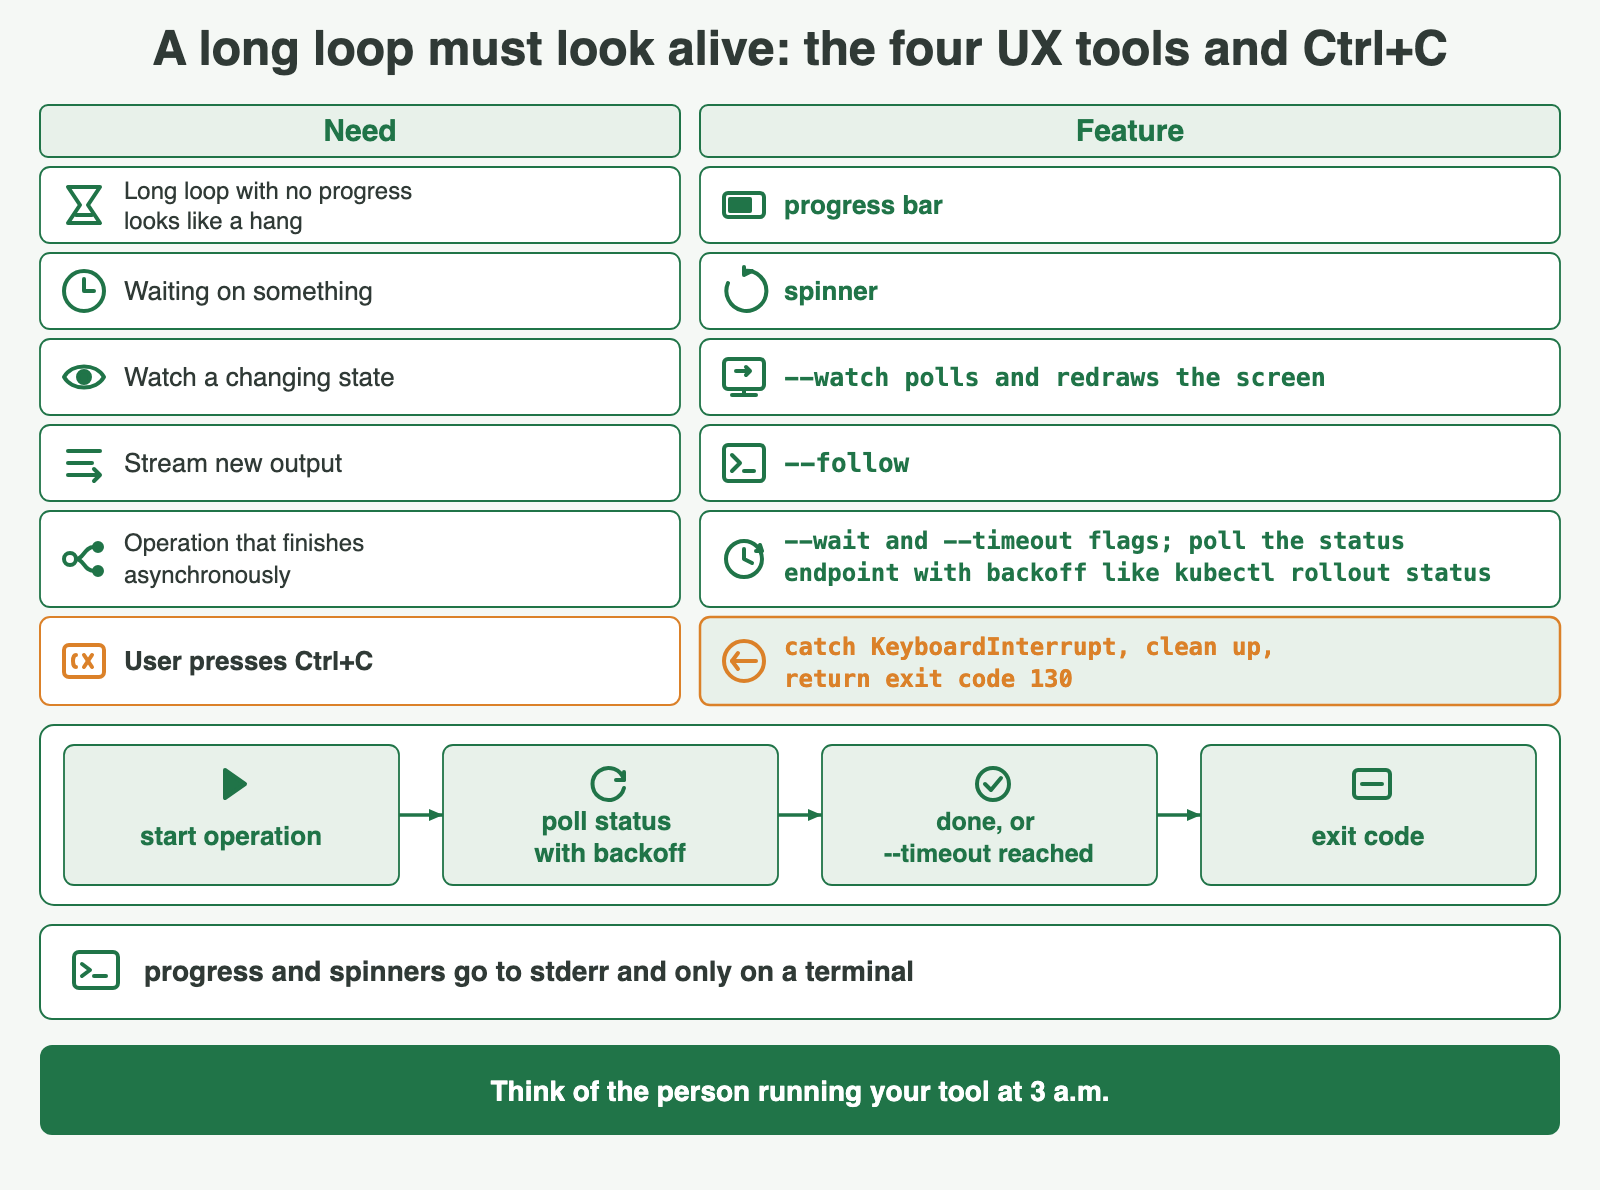 A long loop must look alive: the four UX tools and Ctrl+C
Need
Feature
Long loop with no progress
looks like a hang
progress bar
Waiting on something
spinner
Watch a changing state
--watch polls and redraws the screen
Stream new output
--follow
Operation that finishes
asynchronously
--wait and --timeout flags; poll the status
endpoint with backoff like kubectl rollout status
User presses Ctrl+C
catch KeyboardInterrupt, clean up,
return exit code 130
start operation
poll status
with backoff
done, or
--timeout reached
exit code
progress and spinners go to stderr and only on a terminal
Think of the person running your tool at 3 a.m.